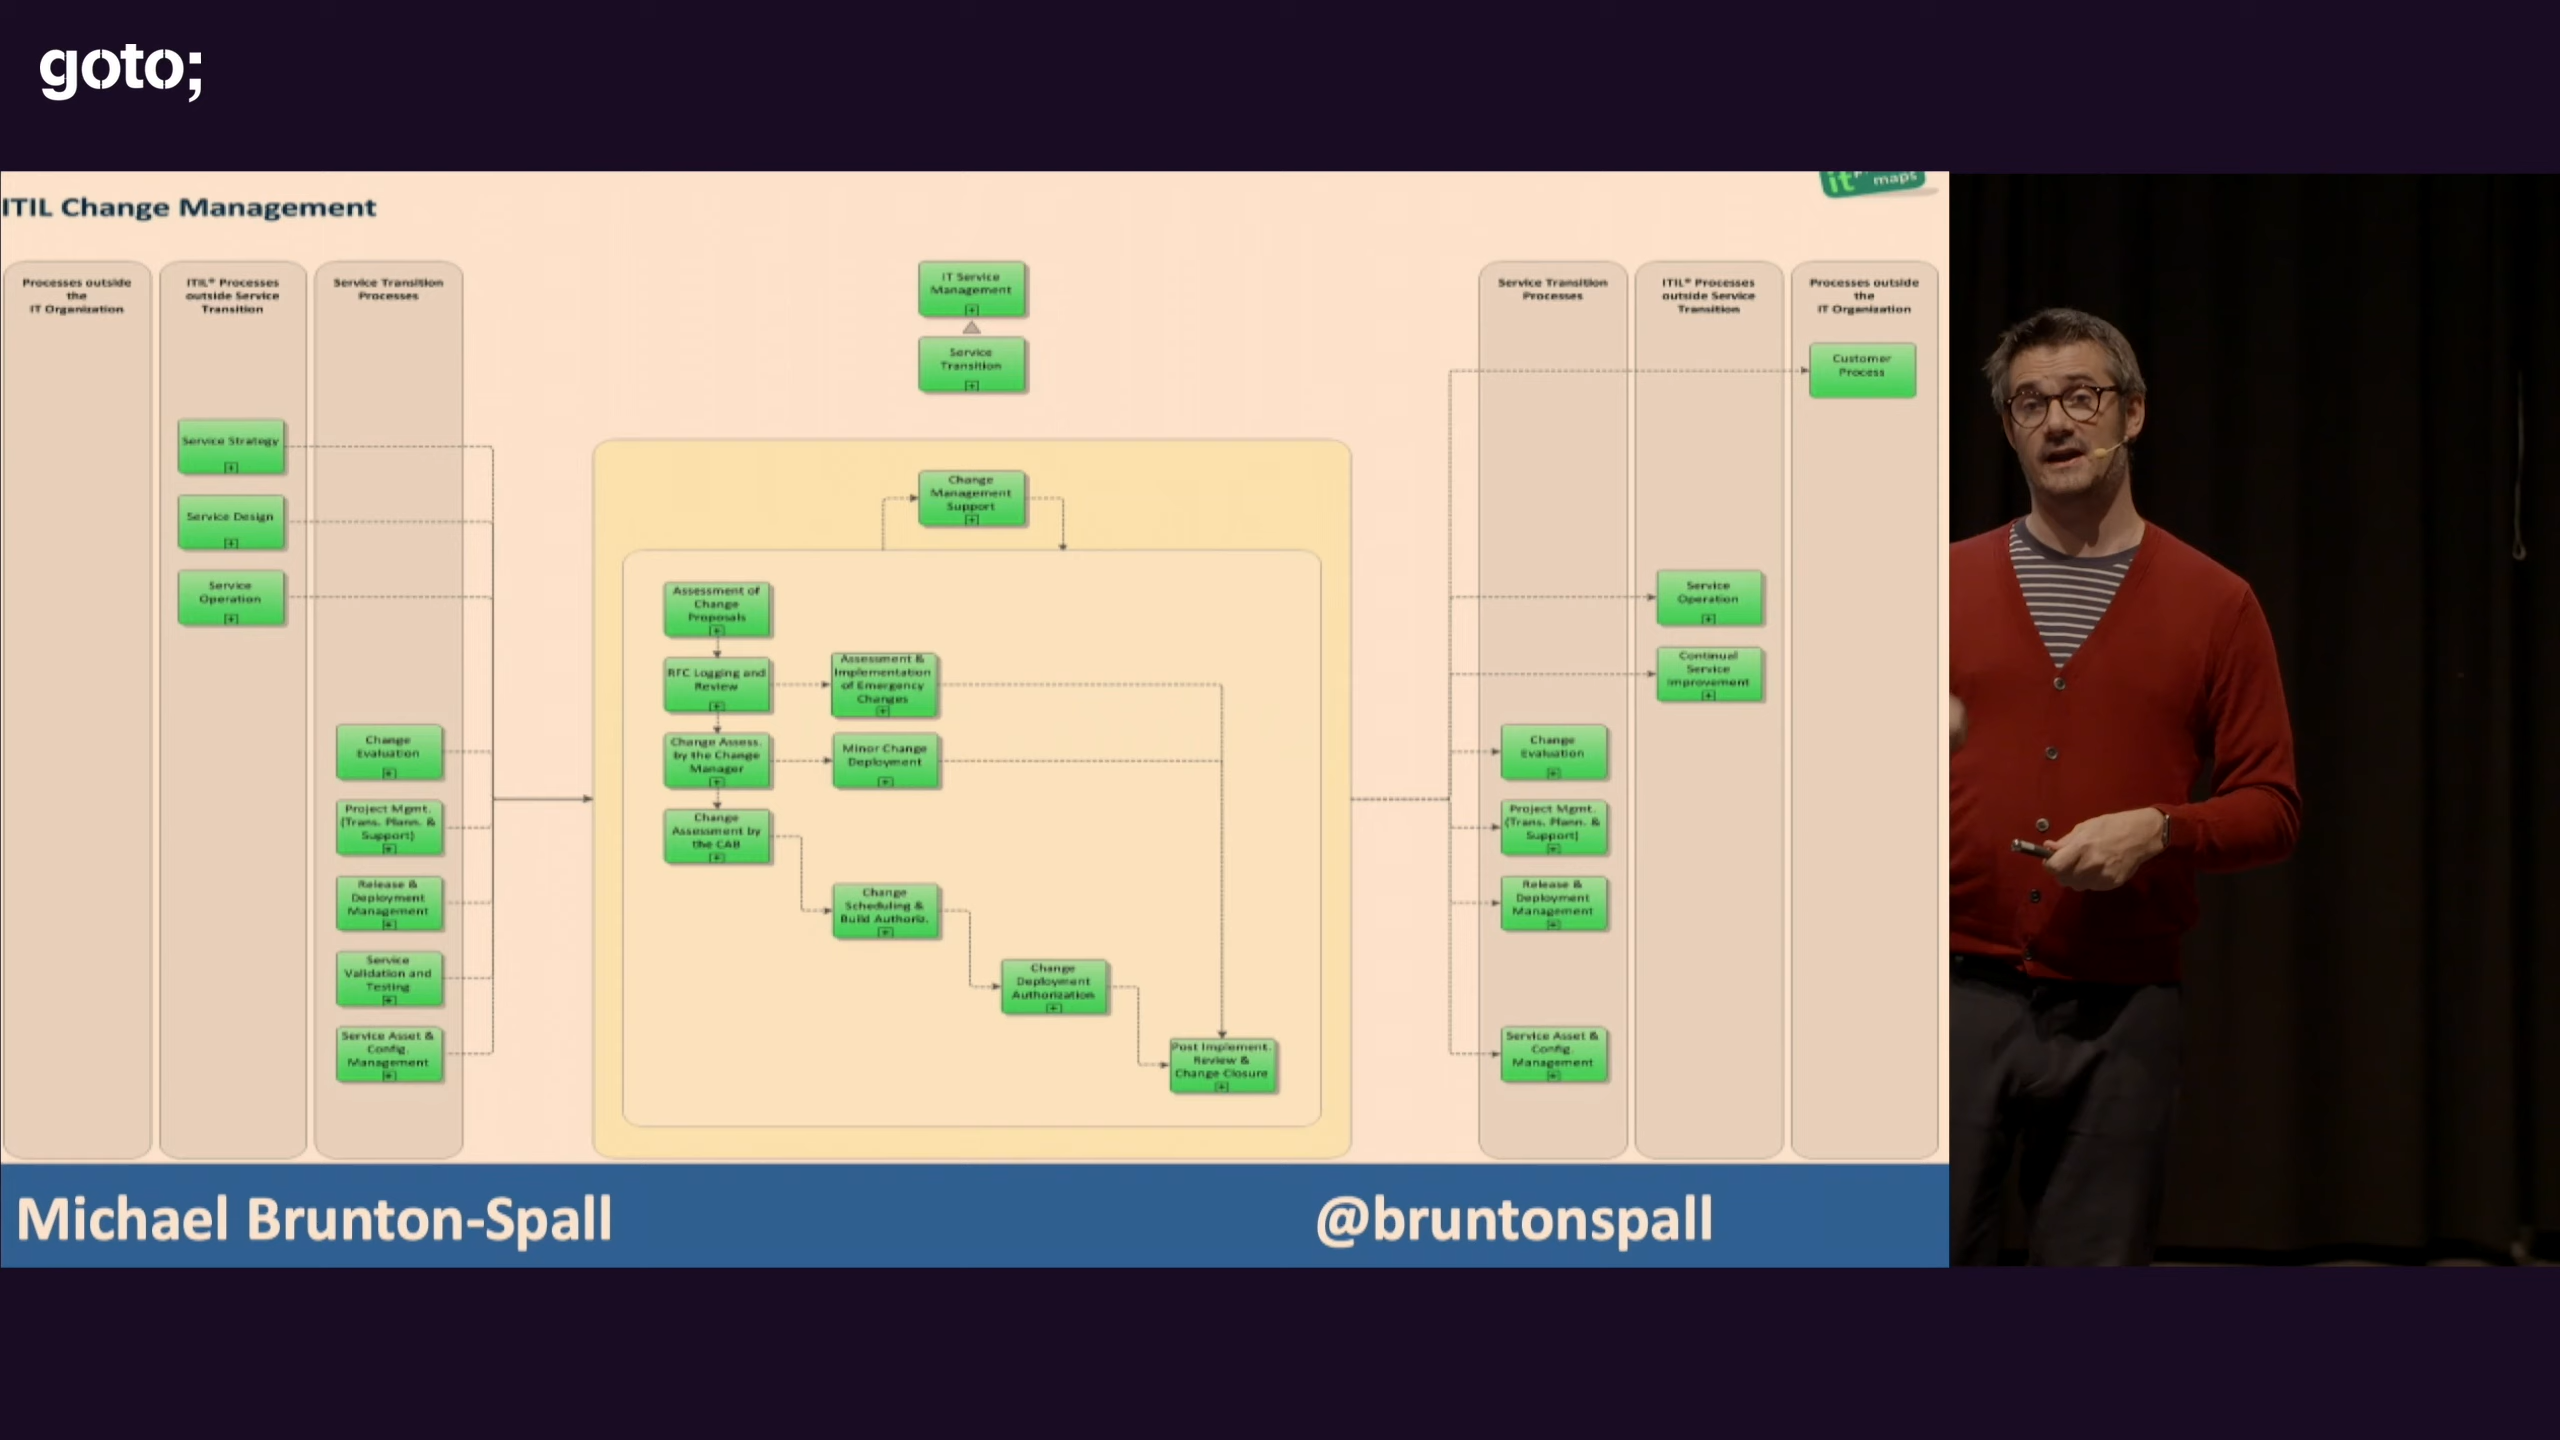 goto;
it
maps
ITIL Change Management
Processes outside
the
IT Organization
ITIL® Processes
outside Service
Transition
Service Transition
Processes
Service Strategy
Service Design
Service
Operation
Change
Evaluation
Project Mgmt.
(Trans. Plann. &
Support)
Release &
Deployment
Management
Service
Validation and
Testing
Service Asset &
Config.
Management
IT Service
Management
Service
Transition
Change
Management
Support
Assessment of
Change
Proposals
RFC Logging and
Review
Assessment &
Implementation
of Emergency
Changes
Change Assess.
by the Change
Manager
Minor Change
Deployment
Change
Assessment by
the CAB
Change
Scheduling &
Build Authoriz.
Change
Deployment
Authorization
Post Implement.
Review &
Change Closure
Service Transition
Processes
ITIL® Processes
outside Service
Transition
Processes outside
the
IT Organization
Customer
Process
Service
Operation
Continual
Service
Improvement
Change
Evaluation
Project Mgmt.
(Trans. Plann. &
Support)
Release &
Deployment
Management
Service Asset &
Config.
Management
Michael Brunton-Spall
@bruntonspall